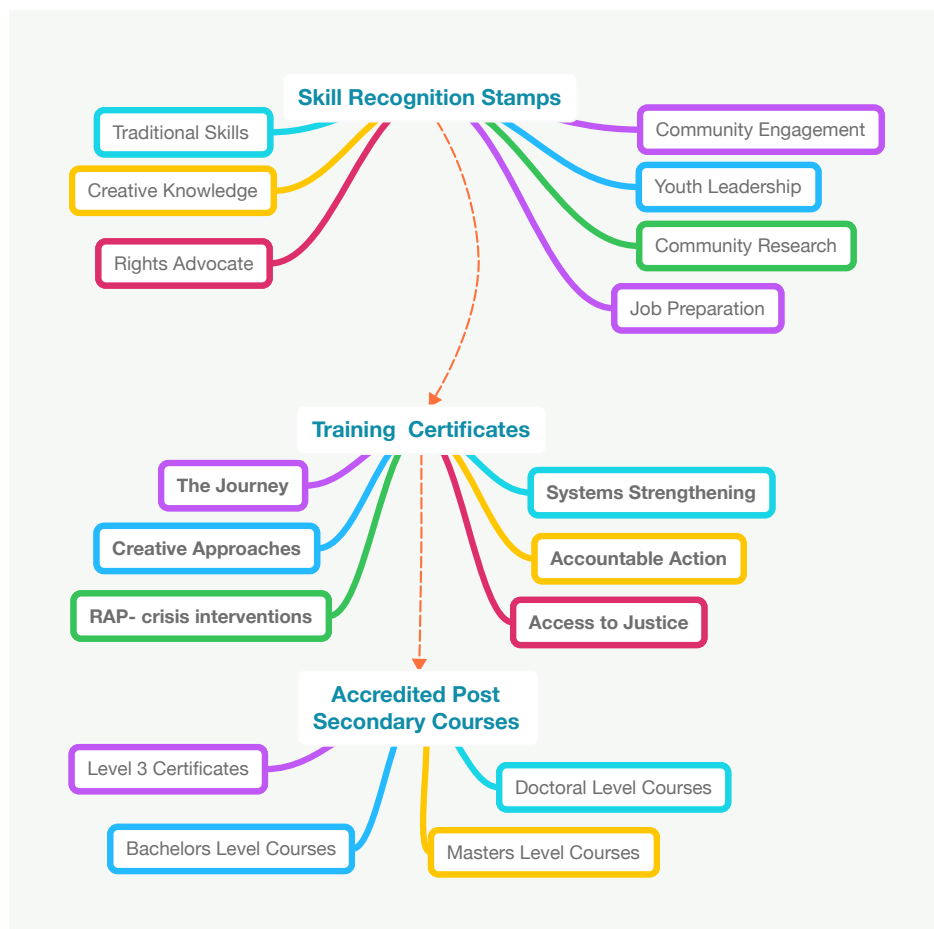 Skill Recognition Stamps
Traditional Skills
Creative Knowledge
Rights Advocate
Community Engagement
Youth Leadership
Community Research
Job Preparation
Training  Certificates
The Journey
Creative Approaches
RAP- crisis interventions
Systems Strengthening
Accountable Action
Access to Justice
Accredited Post
Secondary Courses
Level 3 Certificates
Bachelors Level Courses
Doctoral Level Courses
Masters Level Courses